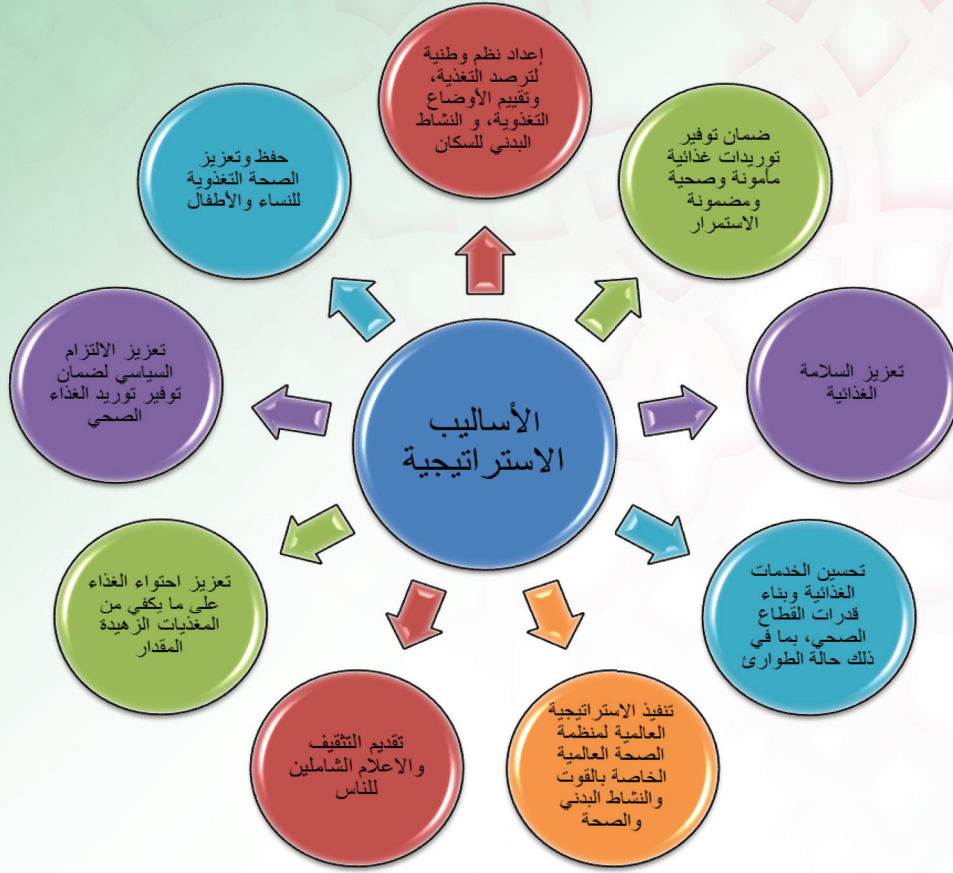 إعداد نظم وطنية
لترصد التغذية،
وتقييم الأوضاع
التغذوية، و النشاط
البدني للسكان
ضمان توفير
توريدات غذائية
مأمونة وصحية
ومضمونة
الاستمرار
تعزيز السلامة
الغذائية
تحسين الخدمات
الغذائية وبناء
قدرات القطاع
الصحي، بما في
ذلك حالة الطوارئ
تنفيذ الاستراتيجية
العالمية لمنظمة
الصحة العالمية
الخاصة بالقوت
والنشاط البدني
والصحة
تقديم التثقيف
والاعلام الشاملين
للناس
تعزيز احتواء الغذاء
على ما يكفي من
المغذيات الزهيدة
المقدار
تعزيز الالتزام
السياسي لضمان
توفير توريد الغذاء
الصحي
حفظ وتعزيز
الصحة التغذوية
للنساء والأطفال
الأساليب
الاستراتيجية